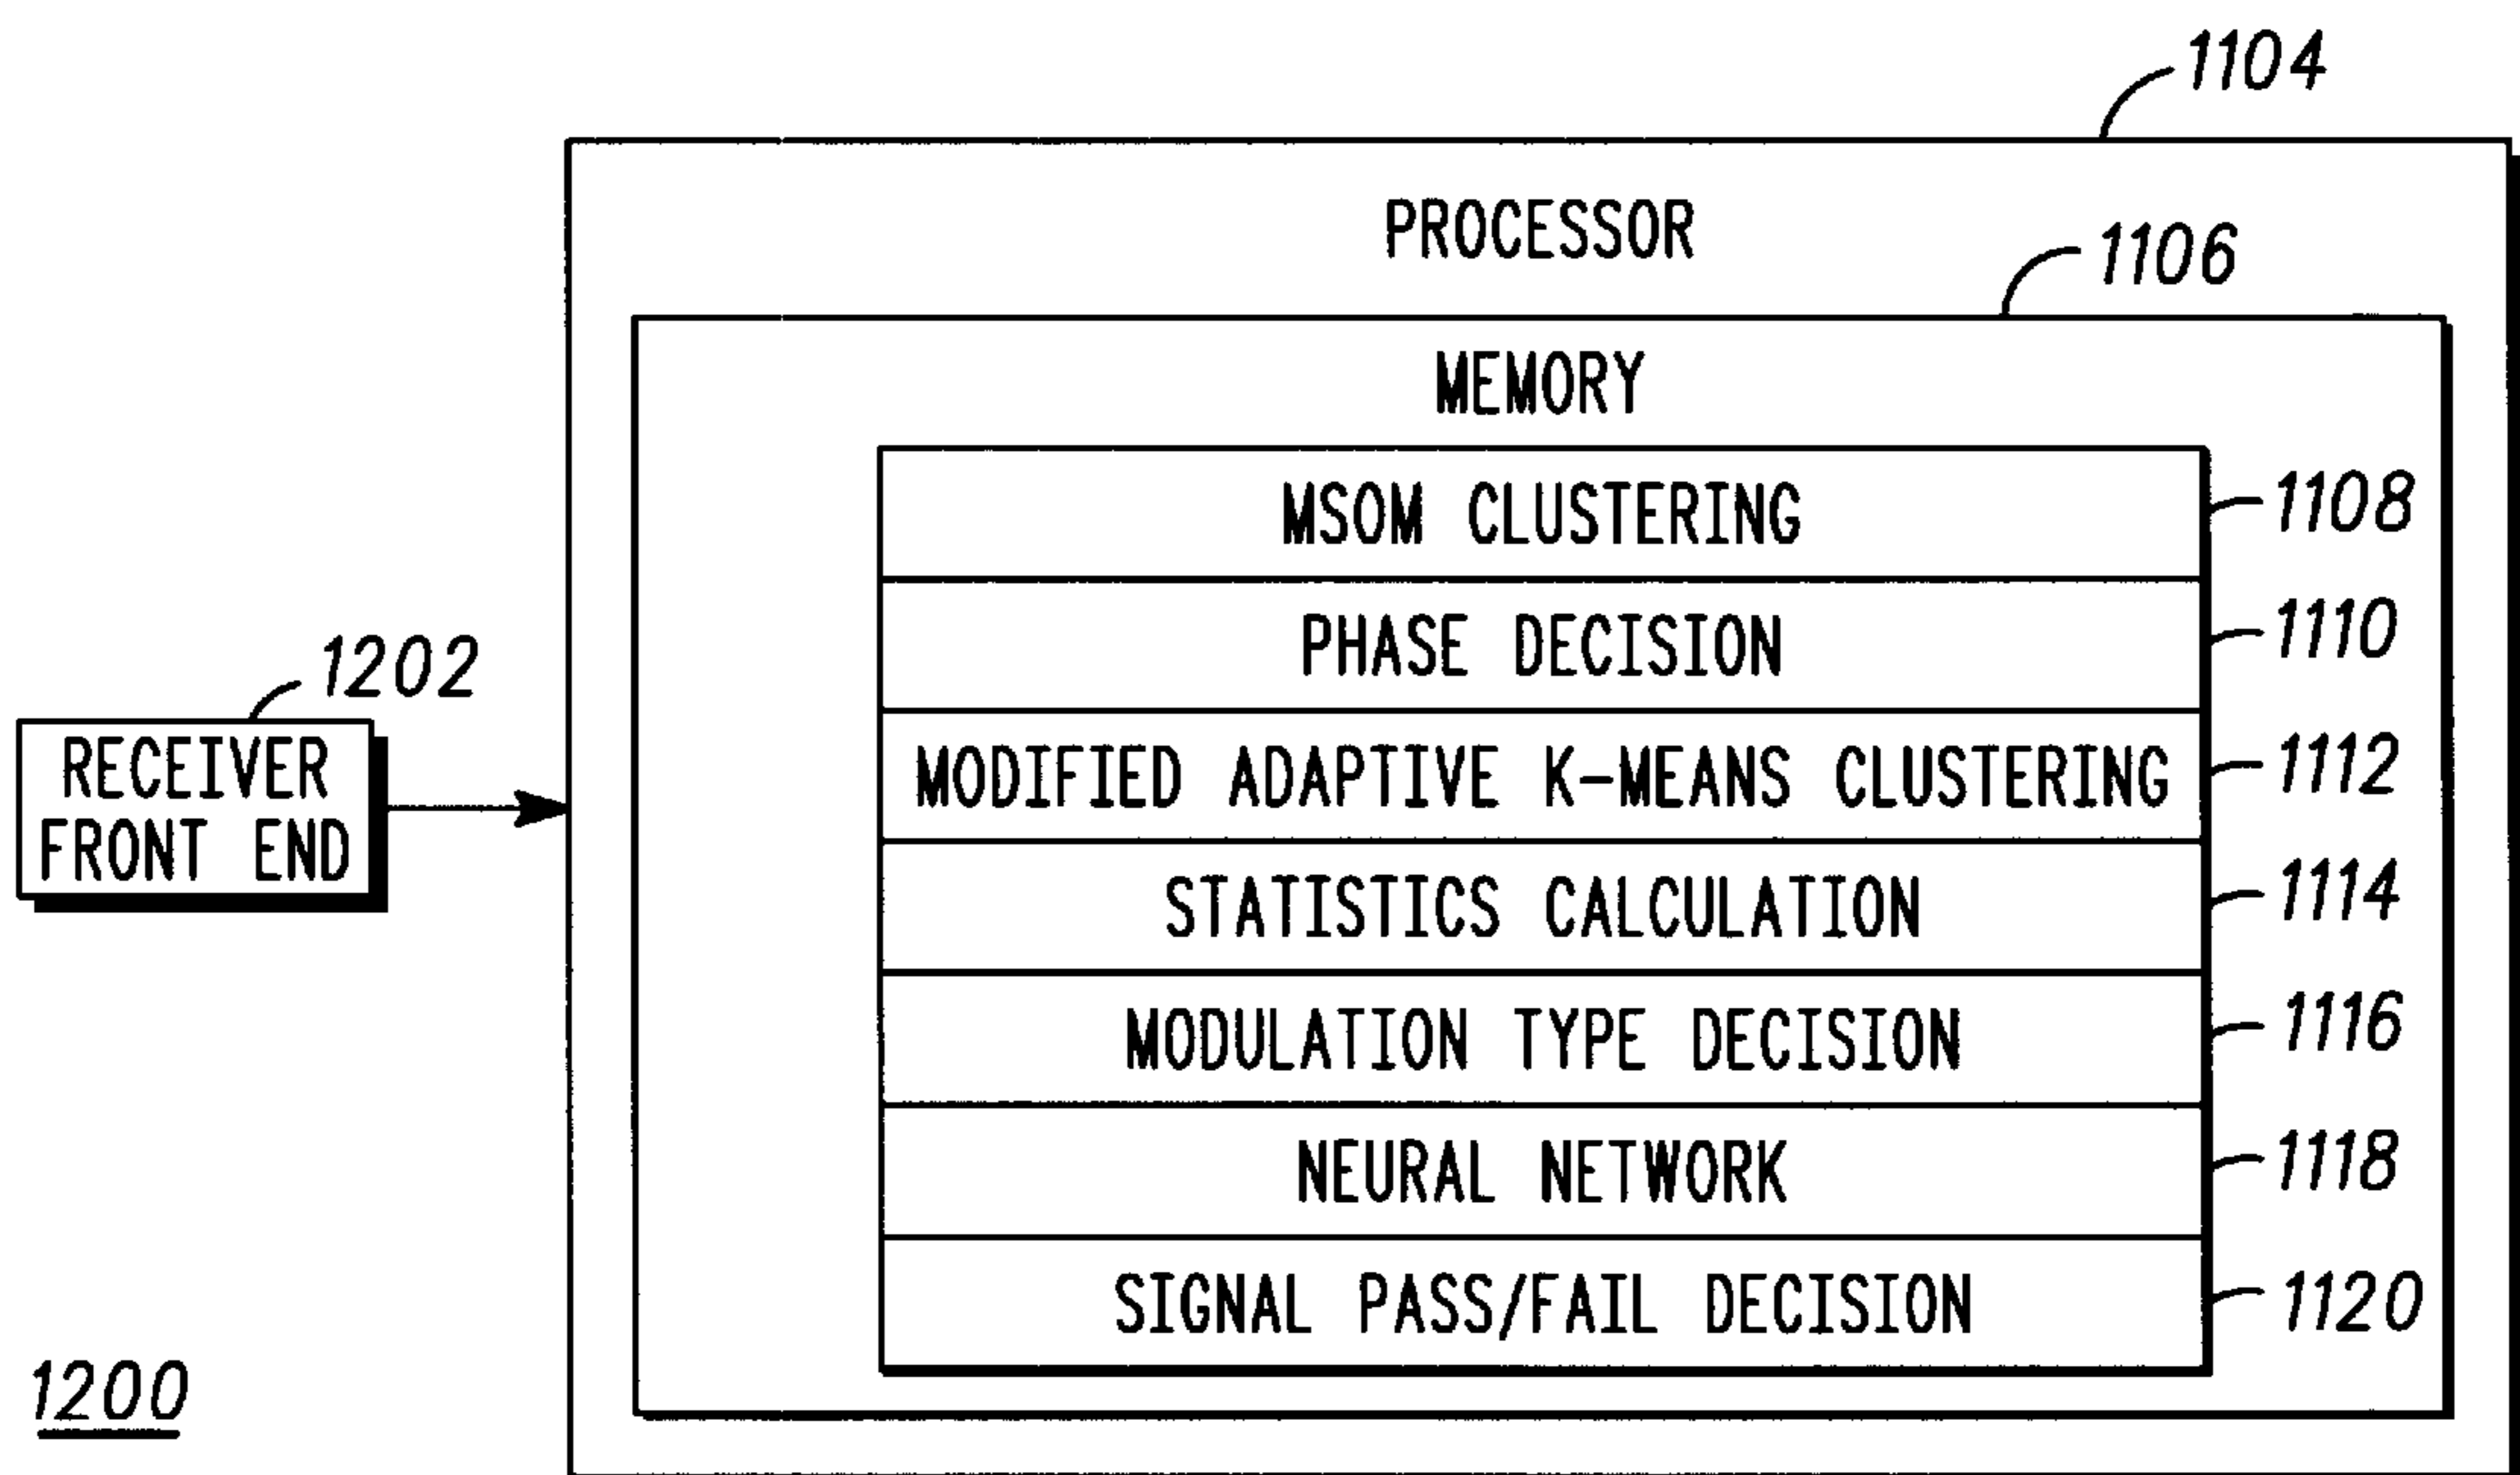 1104
PROCESSOR
1106
MEMORY
MSOM CLUSTERING
1108
PHASE DECISION
1110
MODIFIED ADAPTIVE K-MEANS CLUSTERING
1112
STATISTICS CALCULATION
1114
MODULATION TYPE DECISION
1116
NEURAL NETWORK
1118
SIGNAL PASS/FAIL DECISION
1120
1202
RECEIVER
FRONT END
1200